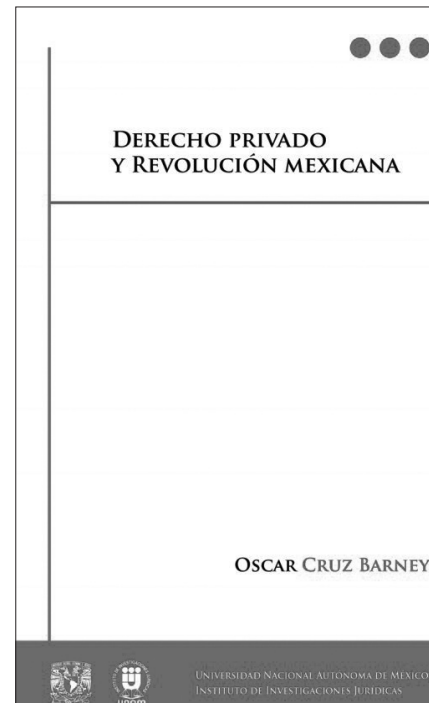 DERECHO PRIVADO
Y REVOLUCIÓN MEXICANA
OSCAR CRUZ BARNEY
UNIVERSIDAD NACIONAL AUTÓNOMA DE MÉXICO
INSTITUTO DE INVESTIGACIONES JURÍDICAS